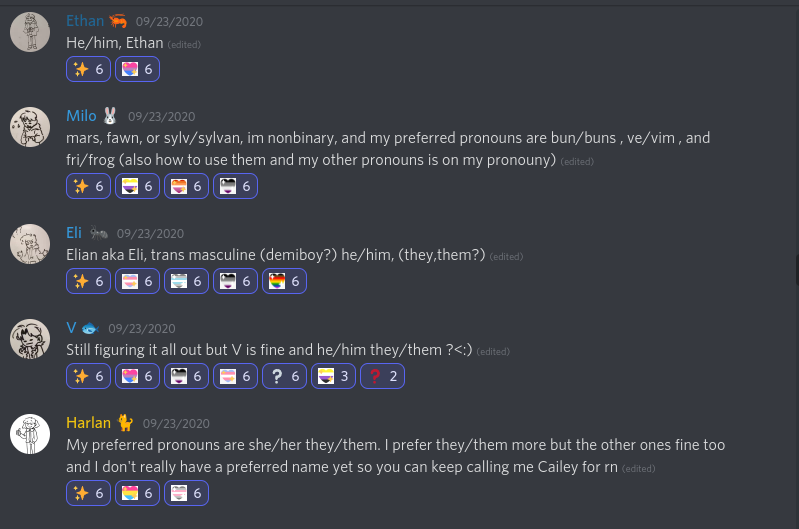 Ethan 09/23/2020
He/him, Ethan (edited)
6 6
Milo 09/23/2020
mars, fawn, or sylv/sylvan, im nonbinary, and my preferred pronouns are bun/buns , ve/vim , and
fri/frog (also how to use them and my other pronouns is on my pronouny) (edited)
6 6 6 6
Eli 09/23/2020
Elian aka Eli, trans masculine (demiboy?) he/him, (they,them?) (edited)
6 6 6 6 6
V 09/23/2020
Still figuring it all out but V is fine and he/him they/them ?<:) (edited)
6 6 6 6 ? 6 3 ? 2
Harlan 09/23/2020
My preferred pronouns are she/her they/them. I prefer they/them more but the other ones fine too
and I don't really have a preferred name yet so you can keep calling me Cailey for rn (edited)
6 6 6